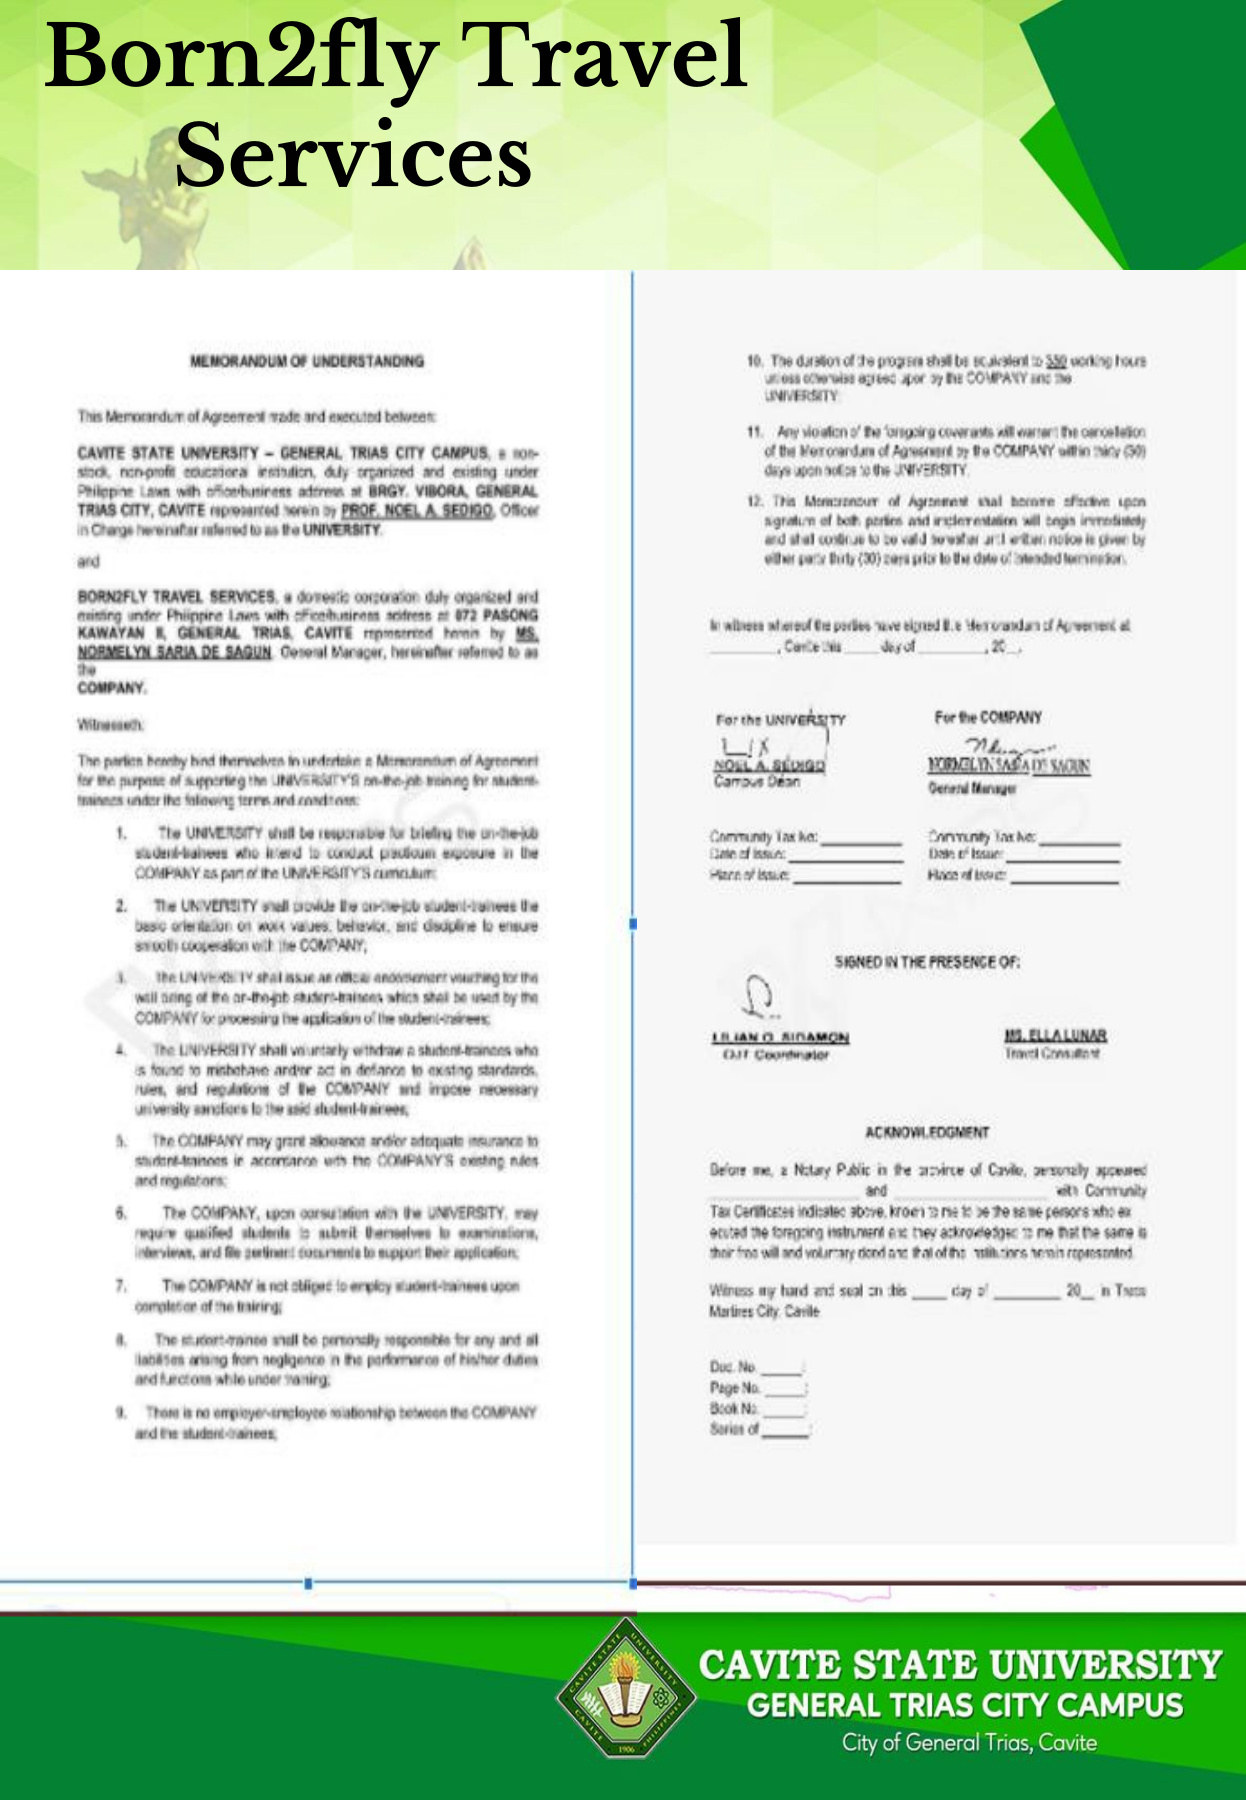 Born2fly Travel
Services
MEMORANDUM OF UNDERSTANDING
This Memorandum of Agreement made and executed between:
CAVITE STATE UNIVERSITY – GENERAL TRIAS CITY CAMPUS, a non-
stock, non-profit educational institution, duly organized and existing under
Philippine Laws with office/business address at BRGY. VIBORA, GENERAL
TRIAS CITY, CAVITE represented herein by PROF. NOEL A. SEDIGO, Officer
in Charge hereinafter referred to as the UNIVERSITY.
and
BORN2FLY TRAVEL SERVICES, a domestic corporation duly organized and
existing under Philippine Laws with office/business address at 072 PASONG
KAWAYAN II, GENERAL TRIAS, CAVITE represented herein by MS.
NORMELYN SARIA DE SAGUN, General Manager, hereinafter referred to as
the
COMPANY.
Witnesseth:
The parties hereby bind themselves to undertake a Memorandum of Agreement
for the purpose of supporting the UNIVERSITY'S on-the-job training for student-
trainees under the following terms and conditions:
1. The UNIVERSITY shall be responsible for briefing the on-the-job
student-trainees who intend to conduct practicum exposure in the
COMPANY as part of the UNIVERSITY'S curriculum;
2. The UNIVERSITY shall provide the on-the-job student-trainees the
basic orientation on work values, behavior, and discipline to ensure
smooth cooperation with the COMPANY;
3. The UNIVERSITY shall issue an official endorsement vouching for the
well being of the on-the-job student-trainees which shall be used by the
COMPANY for processing the application of the student-trainees;
4. The UNIVERSITY shall voluntarily withdraw a student-trainees who
is found to misbehave and/or act in defiance to existing standards,
rules, and regulations of the COMPANY and impose necessary
university sanctions to the said student-trainees;
5. The COMPANY may grant allowance and/or adequate insurance to
student-trainees in accordance with the COMPANY'S existing rules
and regulations;
6. The COMPANY, upon consultation with the UNIVERSITY, may
require qualified students to submit themselves to examinations,
interviews, and file pertinent documents to support their application;
7. The COMPANY is not obliged to employ student-trainees upon
completion of the training;
8. The student-trainee shall be personally responsible for any and all
liabilities arising from negligence in the performance of his/her duties
and functions while under training;
9. There is no employer-employee relationship between the COMPANY
and the student-trainees;
10. The duration of the program shall be equivalent to working hours
unless otherwise agreed upon by the COMPANY and the
UNIVERSITY.
11. Any violation of the foregoing covenants will warrant the cancellation
of the Memorandum of Agreement by the COMPANY within thirty (30)
days upon notice to the UNIVERSITY.
12. This Memorandum of Agreement shall become effective upon
signature of both parties and implementation will begin immediately
and shall continue to be valid hereafter until written notice is given by
either party thirty (30) days prior to the date of intended termination.
In witness whereof the parties have signed the Memorandum of Agreement at
________, Cavite this ____ day of ________, 20__.
For the UNIVERSITY
NOEL A. SEDIGO
Campus Dean
For the COMPANY
NORMELYN SARIA DE SAGUN
General Manager
Community Tax No: ________
Date of Issue: ________
Place of Issue: ________
Community Tax No: ________
Date of Issue: ________
Place of Issue: ________
SIGNED IN THE PRESENCE OF:
OJT Coordinator
MS. ELLA LUNAR
Travel Consultant
ACKNOWLEDGMENT
Before me, a Notary Public in the province of Cavite, personally appeared
________ and ________ with Community
Tax Certificates indicated above, known to me to be the same persons who ex
ecuted the foregoing instrument and they acknowledged to me that the same is
their free will and voluntary deed and that of the institutions herein represented.
Witness my hand and seal on this ____ day of ________ 20__ in Trece
Martires City, Cavite
Doc. No. _____;
Page No. _____;
Book No. _____;
Series of _____;
CAVITE STATE UNIVERSITY
GENERAL TRIAS CITY CAMPUS
City of General Trias, Cavite
CAVITE STATE UNIVERSITY
CAVITE PHILIPPINES
1906